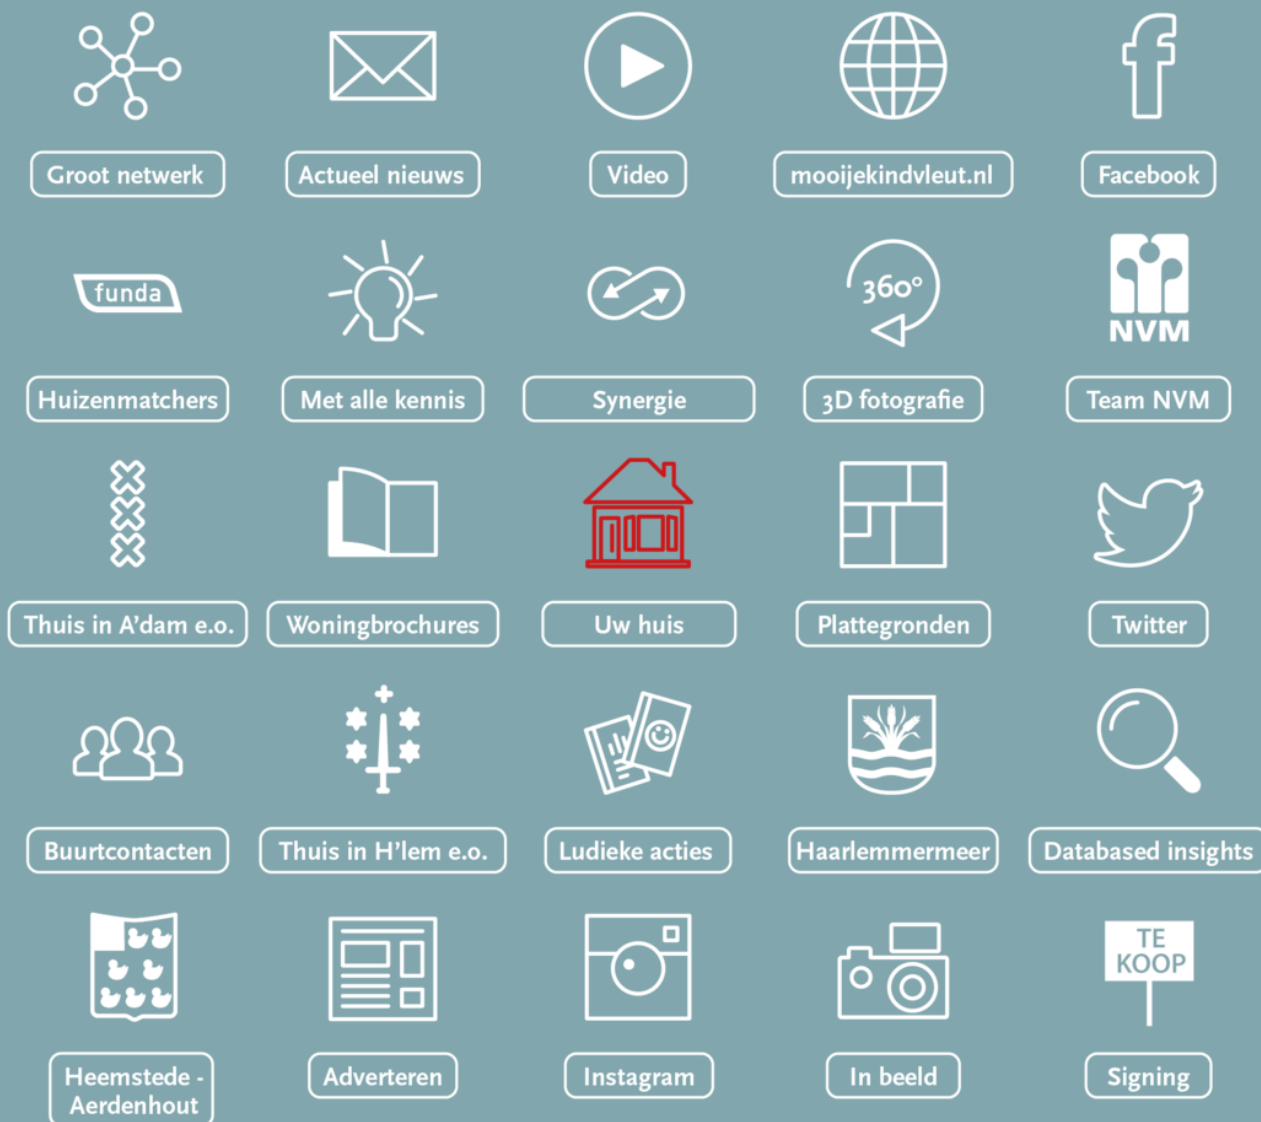 Groot netwerk
Actueel nieuws
Video
mooijekindvleut.nl
Facebook
funda
360°
NVM
Huizenmatchers
Met alle kennis
Synergie
3D fotografie
Team NVM
Thuis in A'dam e.o.
Woningbrochures
Uw huis
Plattegronden
Twitter
Buurtcontacten
Thuis in H'lem e.o.
Ludieke acties
Haarlemmermeer
Databased insights
TE
KOOP
Heemstede -
Aerdenhout
Adverteren
Instagram
In beeld
Signing